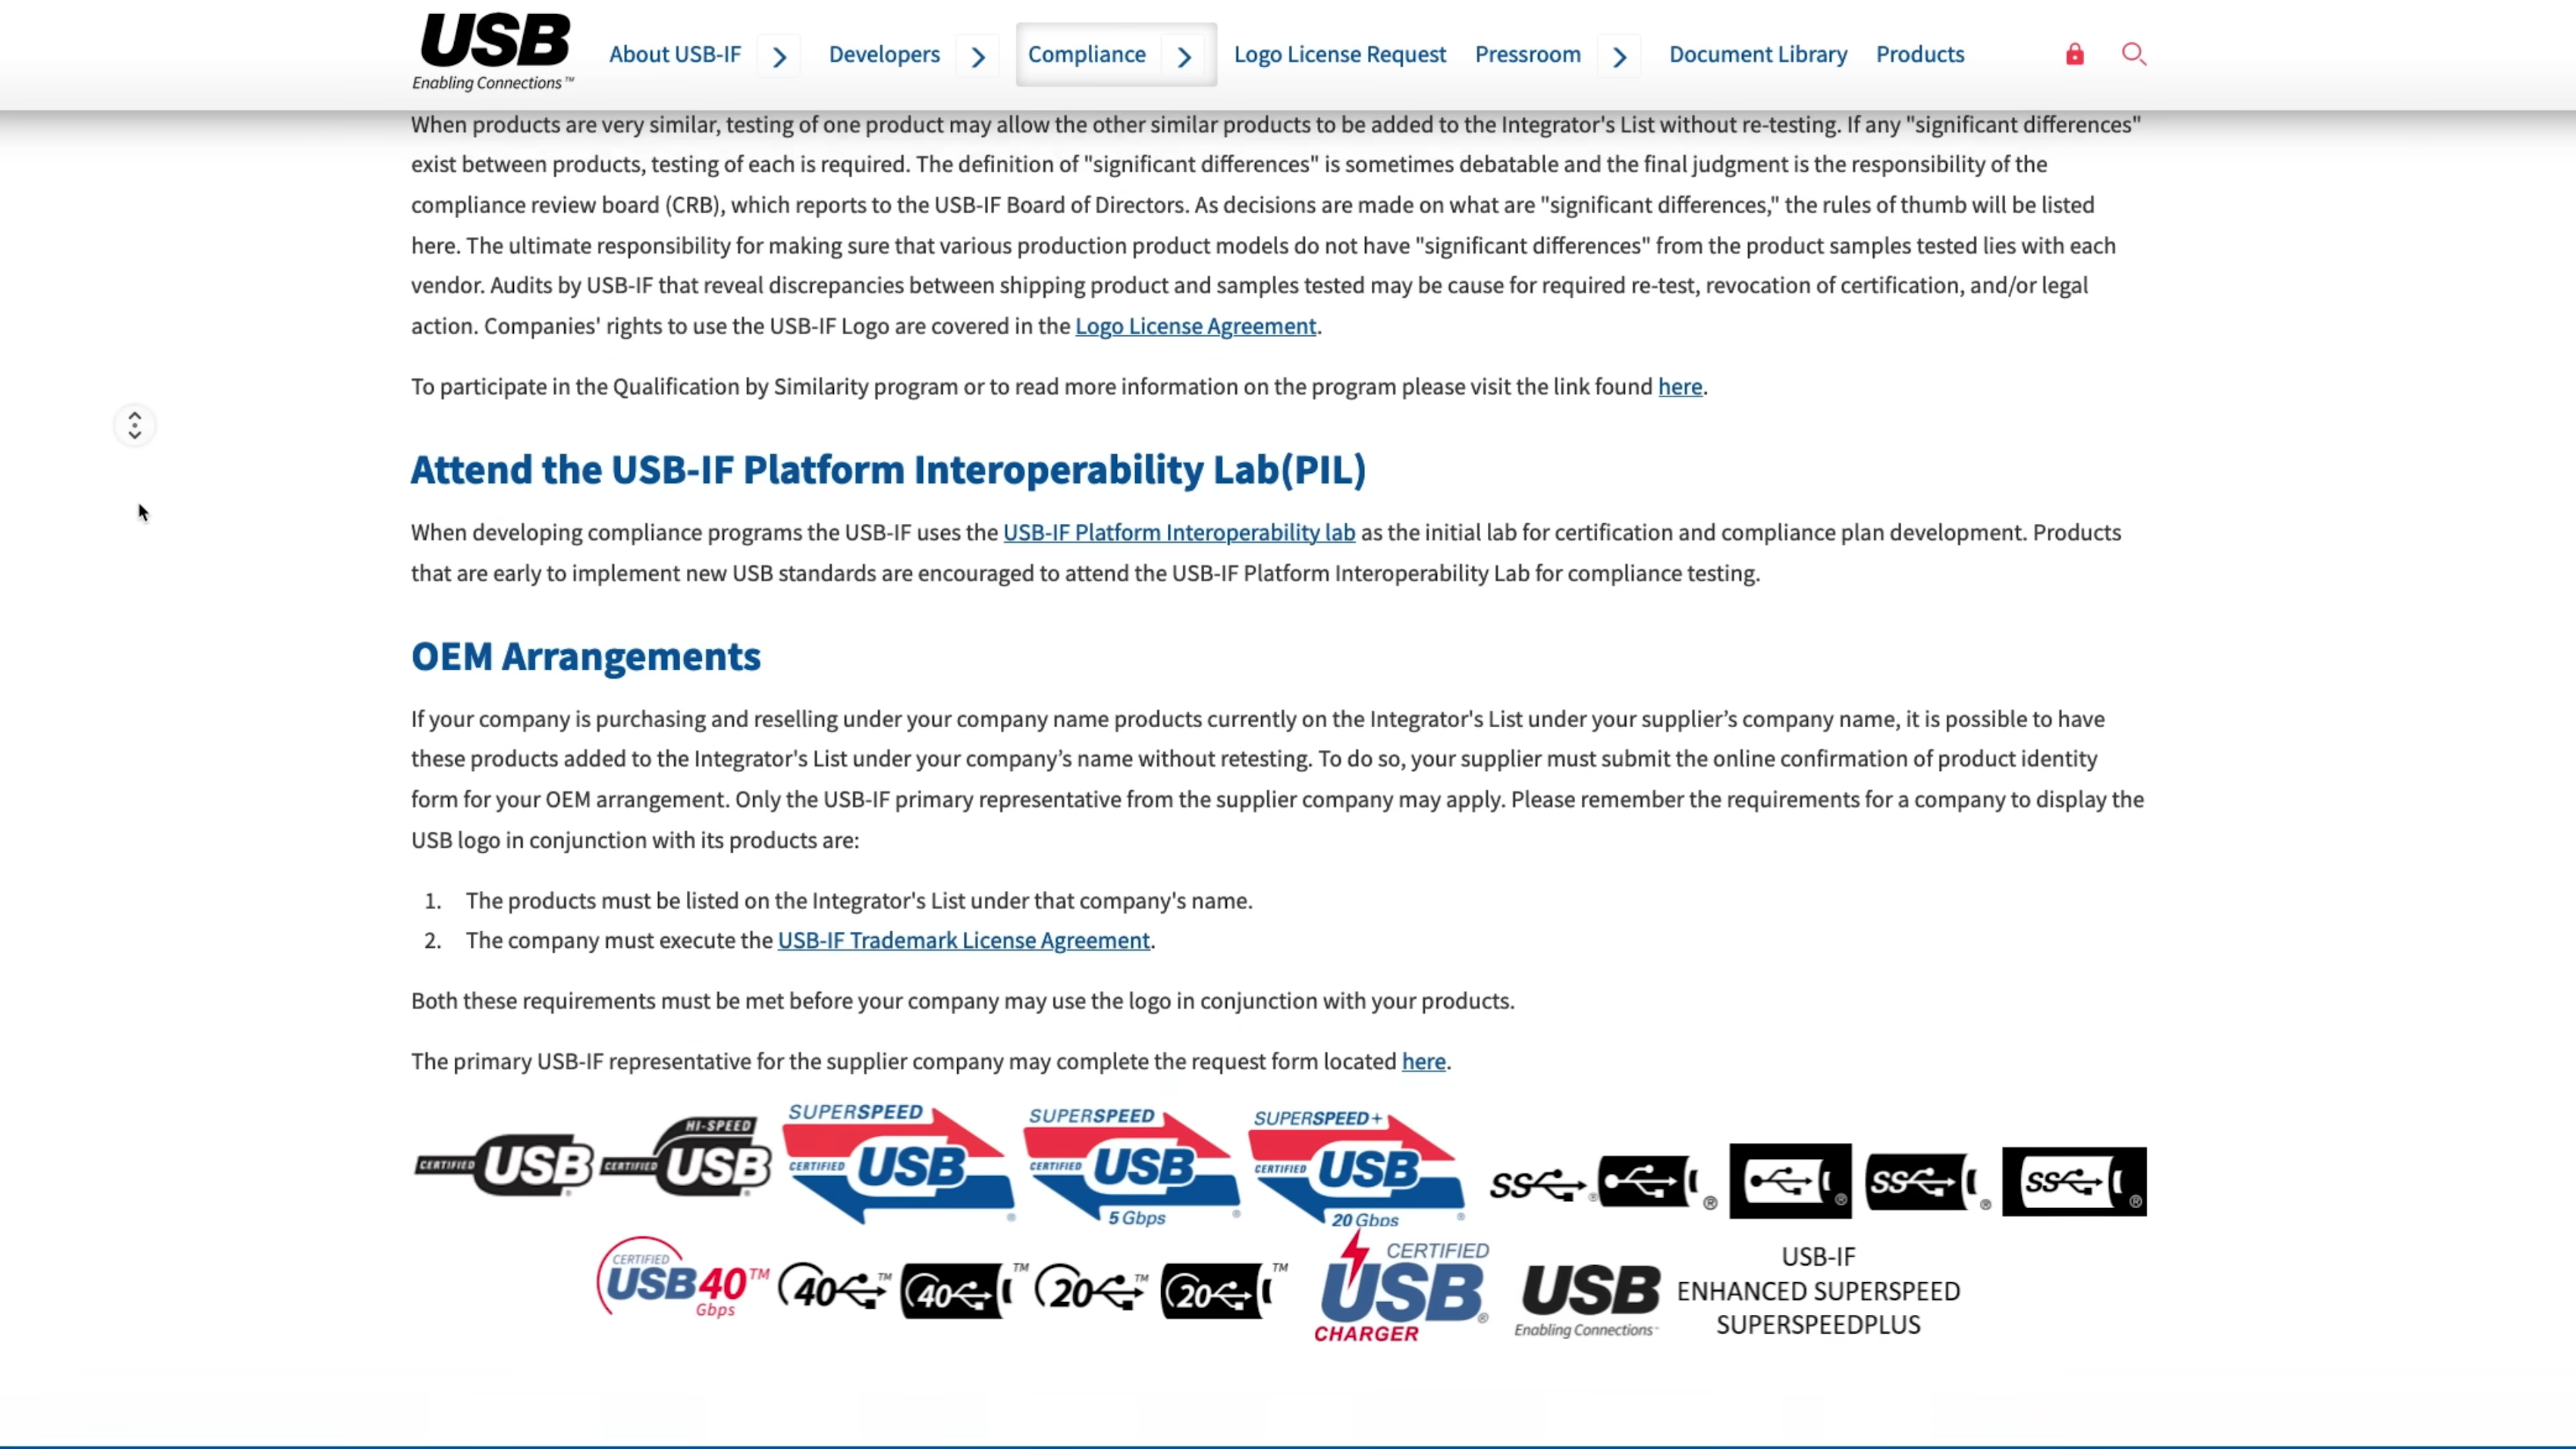 USB
Enabling Connections™
About USB-IF
Developers
Compliance
Logo License Request
Pressroom
Document Library
Products
When products are very similar, testing of one product may allow the other similar products to be added to the Integrator's List without re-testing. If any "significant differences"
exist between products, testing of each is required. The definition of "significant differences" is sometimes debatable and the final judgment is the responsibility of the
compliance review board (CRB), which reports to the USB-IF Board of Directors. As decisions are made on what are "significant differences," the rules of thumb will be listed
here. The ultimate responsibility for making sure that various production product models do not have "significant differences" from the product samples tested lies with each
vendor. Audits by USB-IF that reveal discrepancies between shipping product and samples tested may be cause for required re-test, revocation of certification, and/or legal
action. Companies' rights to use the USB-IF Logo are covered in the Logo License Agreement.
To participate in the Qualification by Similarity program or to read more information on the program please visit the link found here.
Attend the USB-IF Platform Interoperability Lab(PIL)
When developing compliance programs the USB-IF uses the USB-IF Platform Interoperability lab as the initial lab for certification and compliance plan development. Products
that are early to implement new USB standards are encouraged to attend the USB-IF Platform Interoperability Lab for compliance testing.
OEM Arrangements
If your company is purchasing and reselling under your company name products currently on the Integrator's List under your supplier’s company name, it is possible to have
these products added to the Integrator's List under your company’s name without retesting. To do so, your supplier must submit the online confirmation of product identity
form for your OEM arrangement. Only the USB-IF primary representative from the supplier company may apply. Please remember the requirements for a company to display the
USB logo in conjunction with its products are:
1. The products must be listed on the Integrator's List under that company's name.
2. The company must execute the USB-IF Trademark License Agreement.
Both these requirements must be met before your company may use the logo in conjunction with your products.
The primary USB-IF representative for the supplier company may complete the request form located here.
CERTIFIED USB®
HI-SPEED
CERTIFIED USB®
SUPERSPEED
CERTIFIED USB
®
SUPERSPEED
CERTIFIED USB
5 Gbps ®
SUPERSPEED+
CERTIFIED USB
20 Gbps ®
SS ®
®
®
SS ®
SS ®
CERTIFIED
USB40™
Gbps
40 ™
40 ™
20 ™
20 ™
CERTIFIED
USB®
CHARGER
USB
Enabling Connections™
USB-IF
ENHANCED SUPERSPEED
SUPERSPEEDPLUS